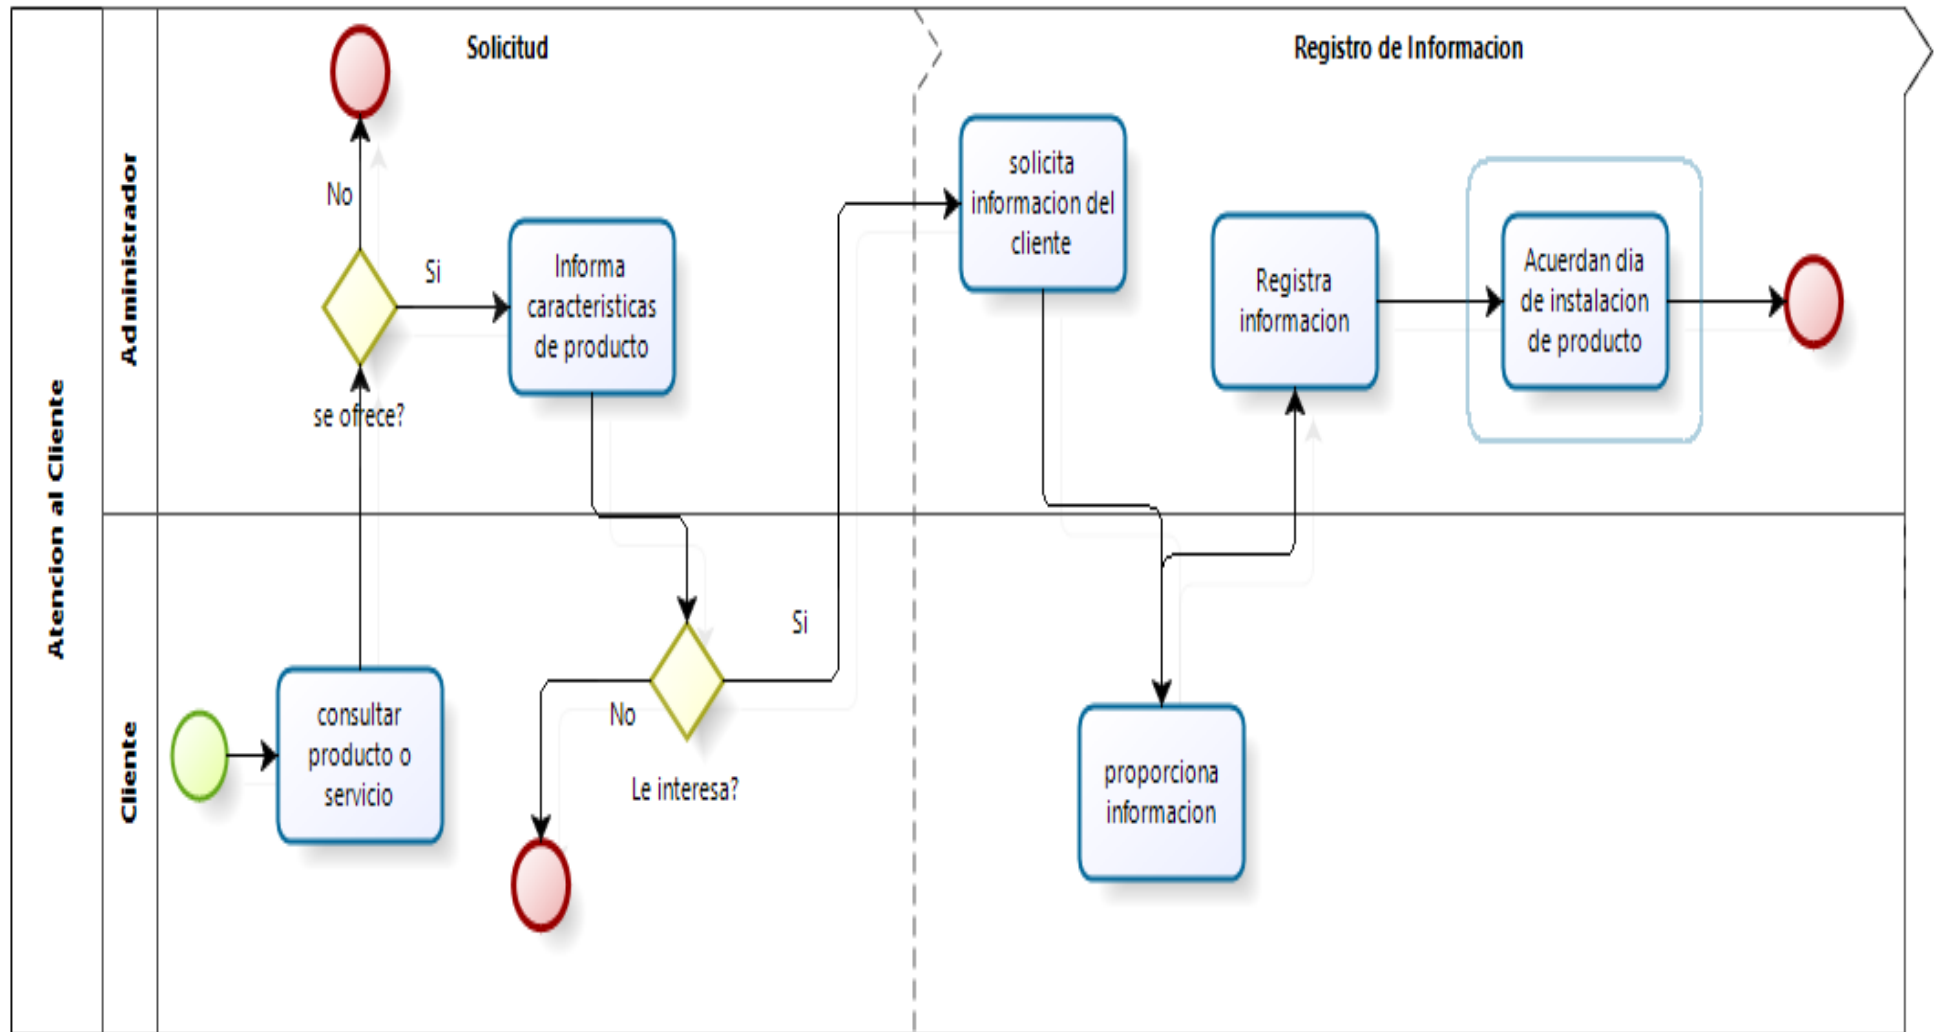 Solicitud
Registro de Informacion
Atencion al Cliente
Administrador
Cliente
No
Si
Informa
caracteristicas
de producto
se ofrece?
solicita
informacion del
cliente
Registra
informacion
Acuerdan dia
de instalacion
de producto
consultar
producto o
servicio
Si
No
Le interesa?
proporciona
informacion